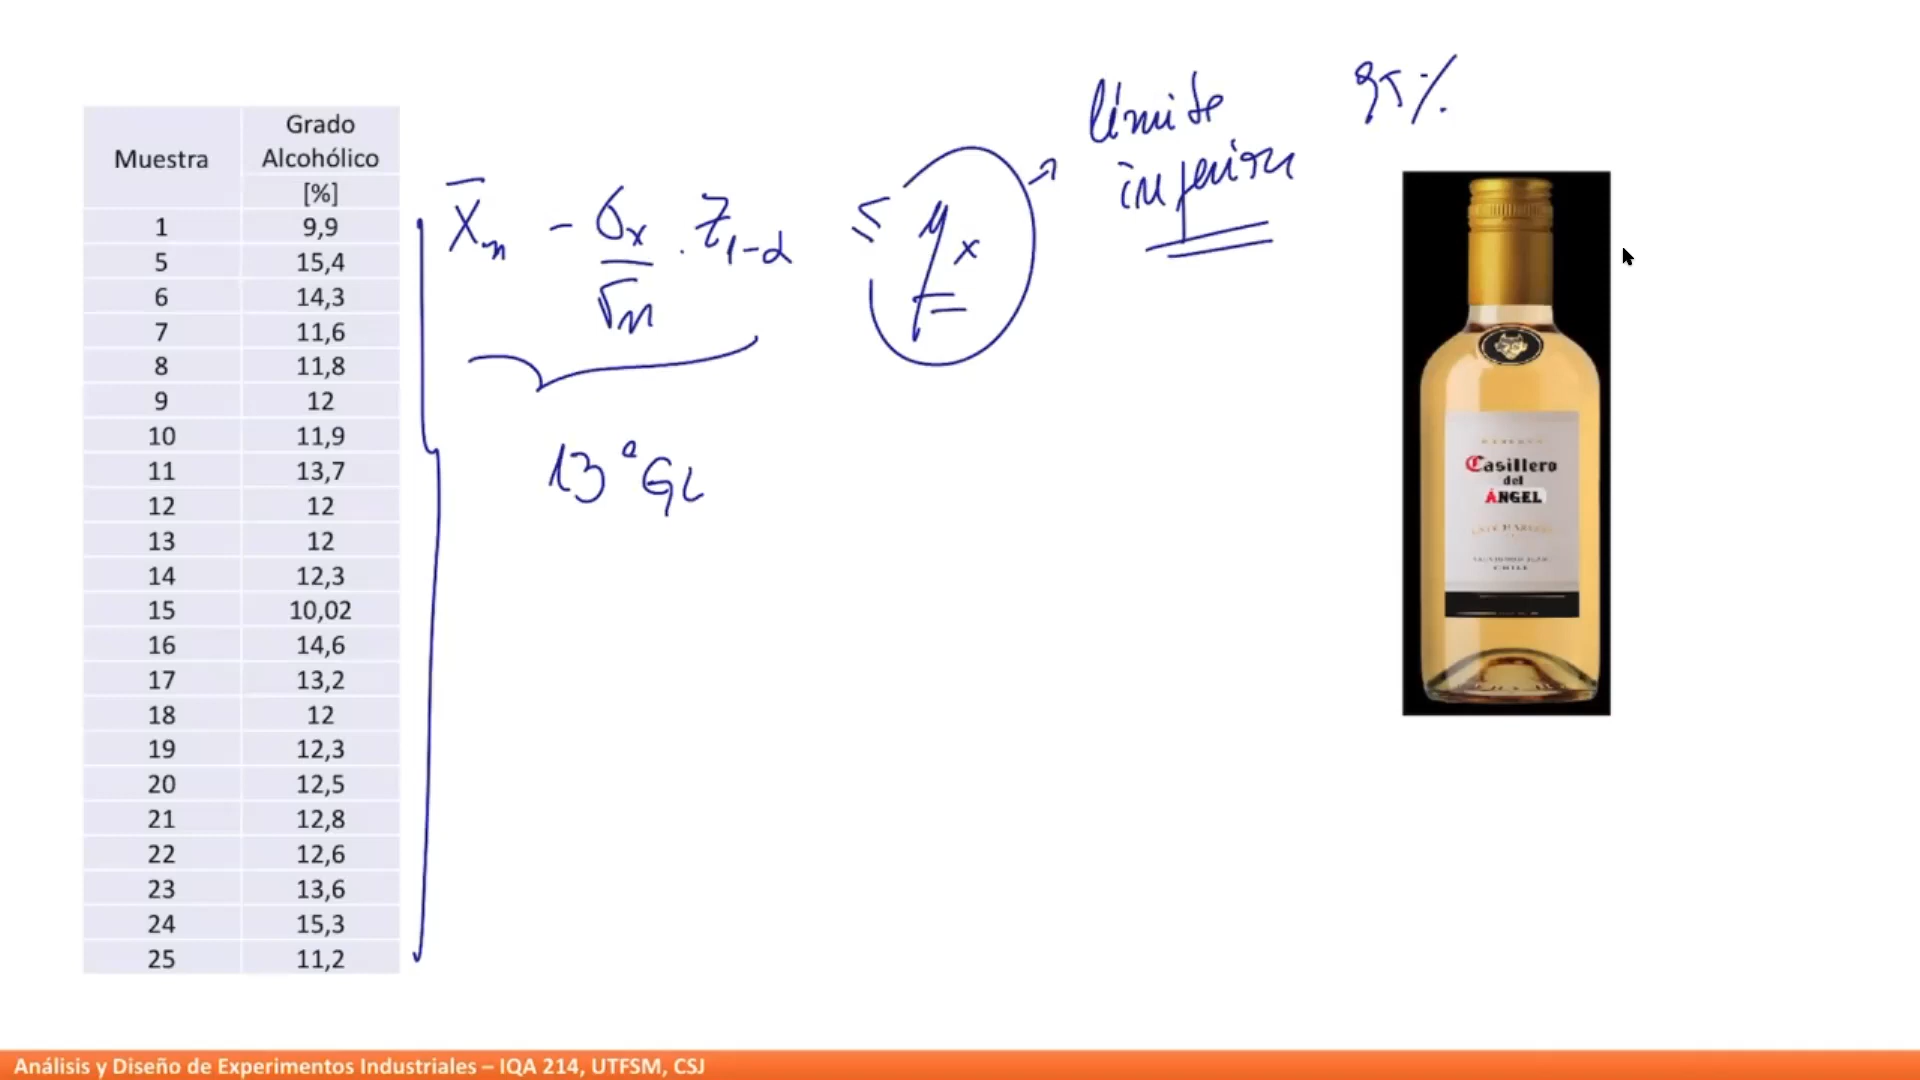 límite
inferior
95%
Muestra
Grado
Alcohólico
[%]
1 9,9
5 15,4
6 14,3
7 11,6
8 11,8
9 12
10 11,9
11 13,7
12 12
13 12
14 12,3
15 10,02
16 14,6
17 13,2
18 12
19 12,3
20 12,5
21 12,8
22 12,6
23 13,6
24 15,3
25 11,2
X̄n - σx/√n · Z1-α ≤ μx
13°GL
Casillero
del
ÁNGEL
CHILE
Análisis y Diseño de Experimentos Industriales – IQA 214, UTFSM, CSJ